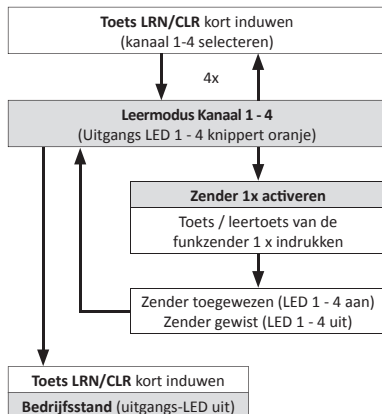 Toets LRN/CLR kort induwen
(kanaal 1-4 selecteren)
4x
Leermodus Kanaal 1 - 4
(Uitgangs LED 1 - 4 knippert oranje)
Zender 1x activeren
Toets / leertoets van de
funkzender 1 x indrukken
Zender toegewezen (LED 1 - 4 aan)
Zender gewist (LED 1 - 4 uit)
Toets LRN/CLR kort induwen
Bedrijfsstand (uitgangs-LED uit)